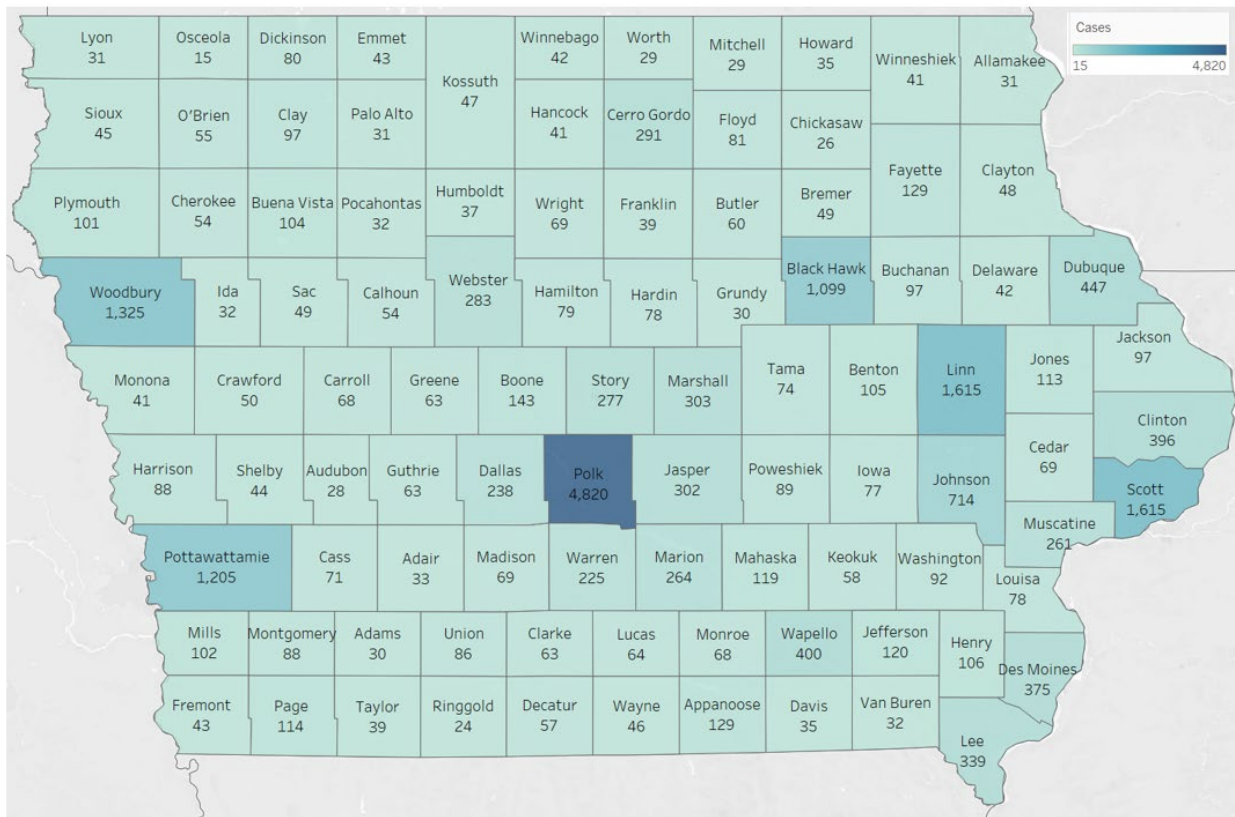 Cases
15 4,820
Lyon
31
Osceola
15
Dickinson
80
Emmet
43
Kossuth
47
Winnebago
42
Worth
29
Mitchell
29
Howard
35
Winneshiek
41
Allamakee
31
Sioux
45
O'Brien
55
Clay
97
Palo Alto
31
Hancock
41
Cerro Gordo
291
Floyd
81
Chickasaw
26
Fayette
129
Clayton
48
Plymouth
101
Cherokee
54
Buena Vista
104
Pocahontas
32
Humboldt
37
Wright
69
Franklin
39
Butler
60
Bremer
49
Woodbury
1,325
Ida
32
Sac
49
Calhoun
54
Webster
283
Hamilton
79
Hardin
78
Grundy
30
Black Hawk
1,099
Buchanan
97
Delaware
42
Dubuque
447
Monona
41
Crawford
50
Carroll
68
Greene
63
Boone
143
Story
277
Marshall
303
Tama
74
Benton
105
Linn
1,615
Jones
113
Jackson
97
Clinton
396
Harrison
88
Shelby
44
Audubon
28
Guthrie
63
Dallas
238
Polk
4,820
Jasper
302
Poweshiek
89
Iowa
77
Johnson
714
Cedar
69
Scott
1,615
Muscatine
261
Pottawattamie
1,205
Cass
71
Adair
33
Madison
69
Warren
225
Marion
264
Mahaska
119
Keokuk
58
Washington
92
Louisa
78
Mills
102
Montgomery
88
Adams
30
Union
86
Clarke
63
Lucas
64
Monroe
68
Wapello
400
Jefferson
120
Henry
106
Des Moines
375
Fremont
43
Page
114
Taylor
39
Ringgold
24
Decatur
57
Wayne
46
Appanoose
129
Davis
35
Van Buren
32
Lee
339